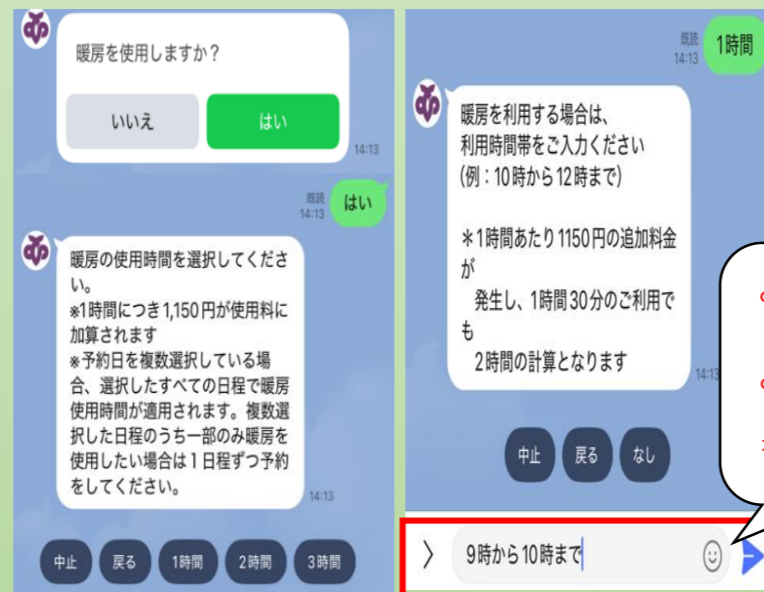 暖房を使用しますか？
いいえ
はい
14:13
既読
14:13
はい
暖房の使用時間を選択してくださ
い。
※1時間につき1,150円が使用料に
加算されます
※予約日を複数選択している場
合、選択したすべての日程で暖房
使用時間が適用されます。複数選
択した日程のうち一部のみ暖房を
使用したい場合は1日程ずつ予約
をしてください。
14:13
中止
戻る
1時間
2時間
3時間
既読
14:13
1時間
暖房を利用する場合は、
利用時間帯をご入力ください
(例：10時から12時まで)
＊1時間あたり1150円の追加料金
が
発生し、1時間30分のご利用で
も
2時間の計算となります
14:13
中止
戻る
なし
9時から10時まで